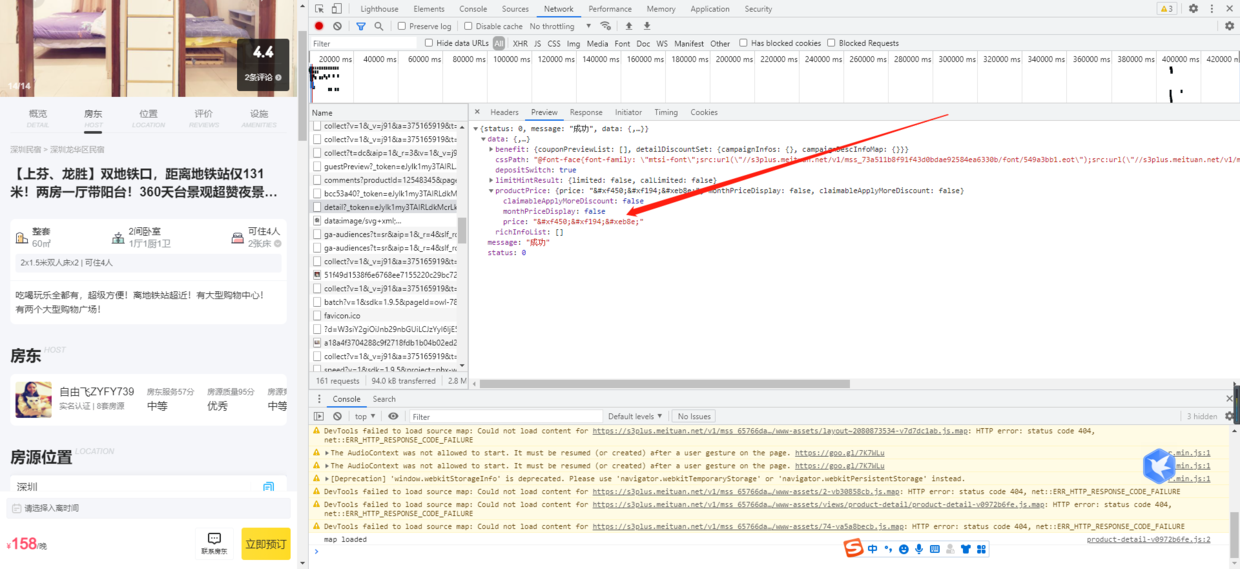 4.4
2条评论
14/14
概览
DETAIL
房东
HOST
位置
LOCATION
评价
REVIEWS
设施
AMENITIES
深圳民宿 > 深圳龙华区民宿
【上芬、龙胜】双地铁口，距离地铁站仅131
米！两房一厅带阳台！360天台景观超赞夜景...
整套
60㎡
2间卧室
1厅1厨1卫
可住4人
2张床
2x1.5米双人床x2 | 可住4人
吃喝玩乐全都有，超级方便！离地铁站超近！有大型购物中心！
有两个大型购物广场！
房东 HOST
自由飞ZYFY739
实名认证 | 8套房源
房东服务57分
中等
房源质量95分
优秀
中等
房源位置 LOCATION
深圳
请选择入离时间
¥158/晚
联系房东
立即预订
Lighthouse Elements Console Sources Network Performance Memory Application Security
3
Preserve log Disable cache No throttling
Filter Hide data URLs All XHR JS CSS Img Media Font Doc WS Manifest Other Has blocked cookies Blocked Requests
20000 ms 40000 ms 60000 ms 80000 ms 100000 ms 120000 ms 140000 ms 160000 ms 180000 ms 200000 ms 220000 ms 240000 ms 260000 ms 280000 ms 300000 ms 320000 ms 340000 ms 360000 ms 380000 ms 400000 ms 420000
Name
collect?v=1&_v=j91&a=375165919&t=
collect?v=1&_v=j91&a=375165919&t=
collect?t=dc&aip=1&_r=3&v=1&_v=j
guestPreview?_token=eJyIk1my3TAI
comments?productId=12548345&page
bcc53a40?_token=eJyIk1my3TAIRLdkM
detail?_token=eJyIk1my3TAIRLdkMcrLk
data:image/svg+xml;...
ga-audiences?t=sr&aip=1&_r=4&slf_rd
ga-audiences?t=sr&aip=1&_r=4&slf_rd
collect?v=1&_v=j91&a=375165919&t=
51f49d1538f6e6768ee7155220c29bc72
collect?v=1&_v=j91&a=375165919&t=
batch?v=1&sdk=1.9.5&pageId=owl-78
favicon.ico
a18a4f3704288c9f2718fdb1b04b02ed2
collect?v=1&_v=j91&a=375165919&t=
161 requests 94.0 kB transferred 2.8 M
Headers Preview Response Initiator Timing Cookies
{status: 0, message: "成功", data: {,…}}
data: {,…}
benefit: {couponPreviewList: [], detailDiscountSet: {campaignInfos: {}, campaignDescInfoMap: {}}}
cssPath: "@font-face{font-family: \"mtsi-font\";src:url(\"//s3plus.meituan.net/v1/mss_73a511b8f91f43d0bdae92584ea6330b/font/549a3bb1.eot\");src:url(\"//s3plus.meituan.net/v1/m
depositSwitch: true
limitHintResult: {limited: false, calLimited: false}
productPrice: {price: "&#xf450;&#xf194;&#xeb8e;", monthPriceDisplay: false, claimableApplyMoreDiscount: false}
claimableApplyMoreDiscount: false
monthPriceDisplay: false
price: "&#xf450;&#xf194;&#xeb8e;"
richInfoList: []
message: "成功"
status: 0
Console Search
top Filter Default levels No Issues 3 hidden
DevTools failed to load source map: Could not load content for https://s3plus.meituan.net/v1/mss_65766da…/www-assets/layout~2080873534-v7d7dc1ab.js.map: HTTP error: status code 404,
net::ERR_HTTP_RESPONSE_CODE_FAILURE
The AudioContext was not allowed to start. It must be resumed (or created) after a user gesture on the page. https://goo.gl/7K7WLu
c.min.js:1
The AudioContext was not allowed to start. It must be resumed (or created) after a user gesture on the page. https://goo.gl/7K7WLu
.min.js:1
[Deprecation] 'window.webkitStorageInfo' is deprecated. Please use 'navigator.webkitTemporaryStorage' or 'navigator.webkitPersistentStorage' instead.
.min.js:1
DevTools failed to load source map: Could not load content for https://s3plus.meituan.net/v1/mss_65766da…/www-assets/2-vb30858cb.js.map: HTTP error: status code 404, net::ERR_HTTP_RESPONSE_CODE_FAILURE
DevTools failed to load source map: Could not load content for https://s3plus.meituan.net/v1/mss_65766da…/www-assets/views/product-detail/product-detail-v0972b6fe.js.map: HTTP error: status code 404,
net::ERR_HTTP_RESPONSE_CODE_FAILURE
DevTools failed to load source map: Could not load content for https://s3plus.meituan.net/v1/mss_65766da…/www-assets/74-va5a8becb.js.map: HTTP error: status code 404, net::ERR_HTTP_RESPONSE_CODE_FAILURE
map loaded
product-detail-v0972b6fe.js:2
中